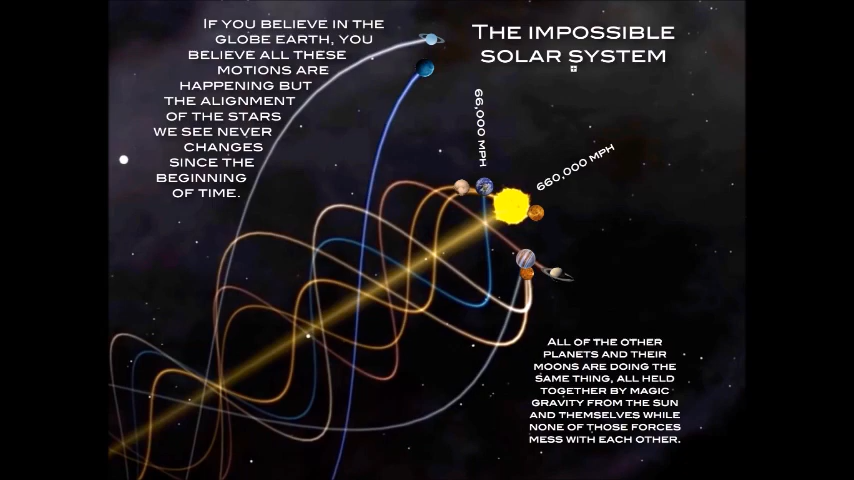 If you believe in the
globe Earth, you
believe all these
motions are
happening but
the alignment
of the stars
we see never
changes
since the
beginning
of time.
The impossible
solar system
66,000 mph
660,000 mph
All of the other
planets and their
moons are doing the
same thing, all held
together by magic
gravity from the sun
and themselves while
none of those forces
mess with each other.